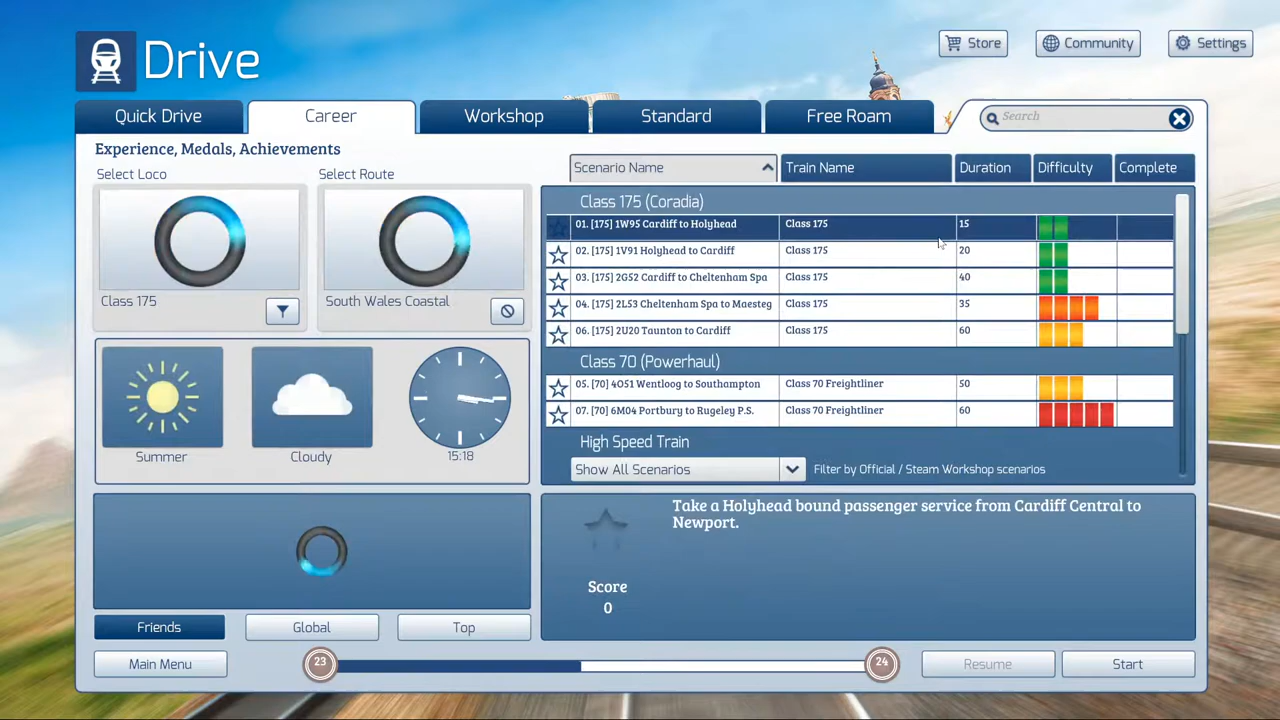 Drive
Store
Community
Settings
Quick Drive
Career
Workshop
Standard
Free Roam
Search
Experience, Medals, Achievements
Select Loco
Select Route
Class 175
South Wales Coastal
Summer
Cloudy
15:18
Scenario Name
Train Name
Duration
Difficulty
Complete
Class 175 (Coradia)
01. [175] 1W95 Cardiff to Holyhead Class 175 15
02. [175] 1V91 Holyhead to Cardiff Class 175 20
03. [175] 2G52 Cardiff to Cheltenham Spa Class 175 40
04. [175] 2L53 Cheltenham Spa to Maesteg Class 175 35
06. [175] 2U20 Taunton to Cardiff Class 175 60
Class 70 (Powerhaul)
05. [70] 4O51 Wentloog to Southampton Class 70 Freightliner 50
07. [70] 6M04 Portbury to Rugeley P.S. Class 70 Freightliner 60
High Speed Train
Show All Scenarios
Filter by Official / Steam Workshop scenarios
Take a Holyhead bound passenger service from Cardiff Central to
Newport.
Score
0
Friends
Global
Top
Main Menu
23
24
Resume
Start